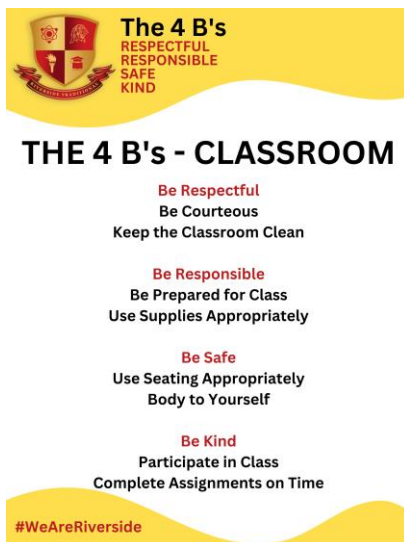 The 4 B's
RESPECTFUL
RESPONSIBLE
SAFE
KIND
RIVERSIDE TRADITIONAL
THE 4 B's - CLASSROOM
Be Respectful
Be Courteous
Keep the Classroom Clean
Be Responsible
Be Prepared for Class
Use Supplies Appropriately
Be Safe
Use Seating Appropriately
Body to Yourself
Be Kind
Participate in Class
Complete Assignments on Time
#WeAreRiverside